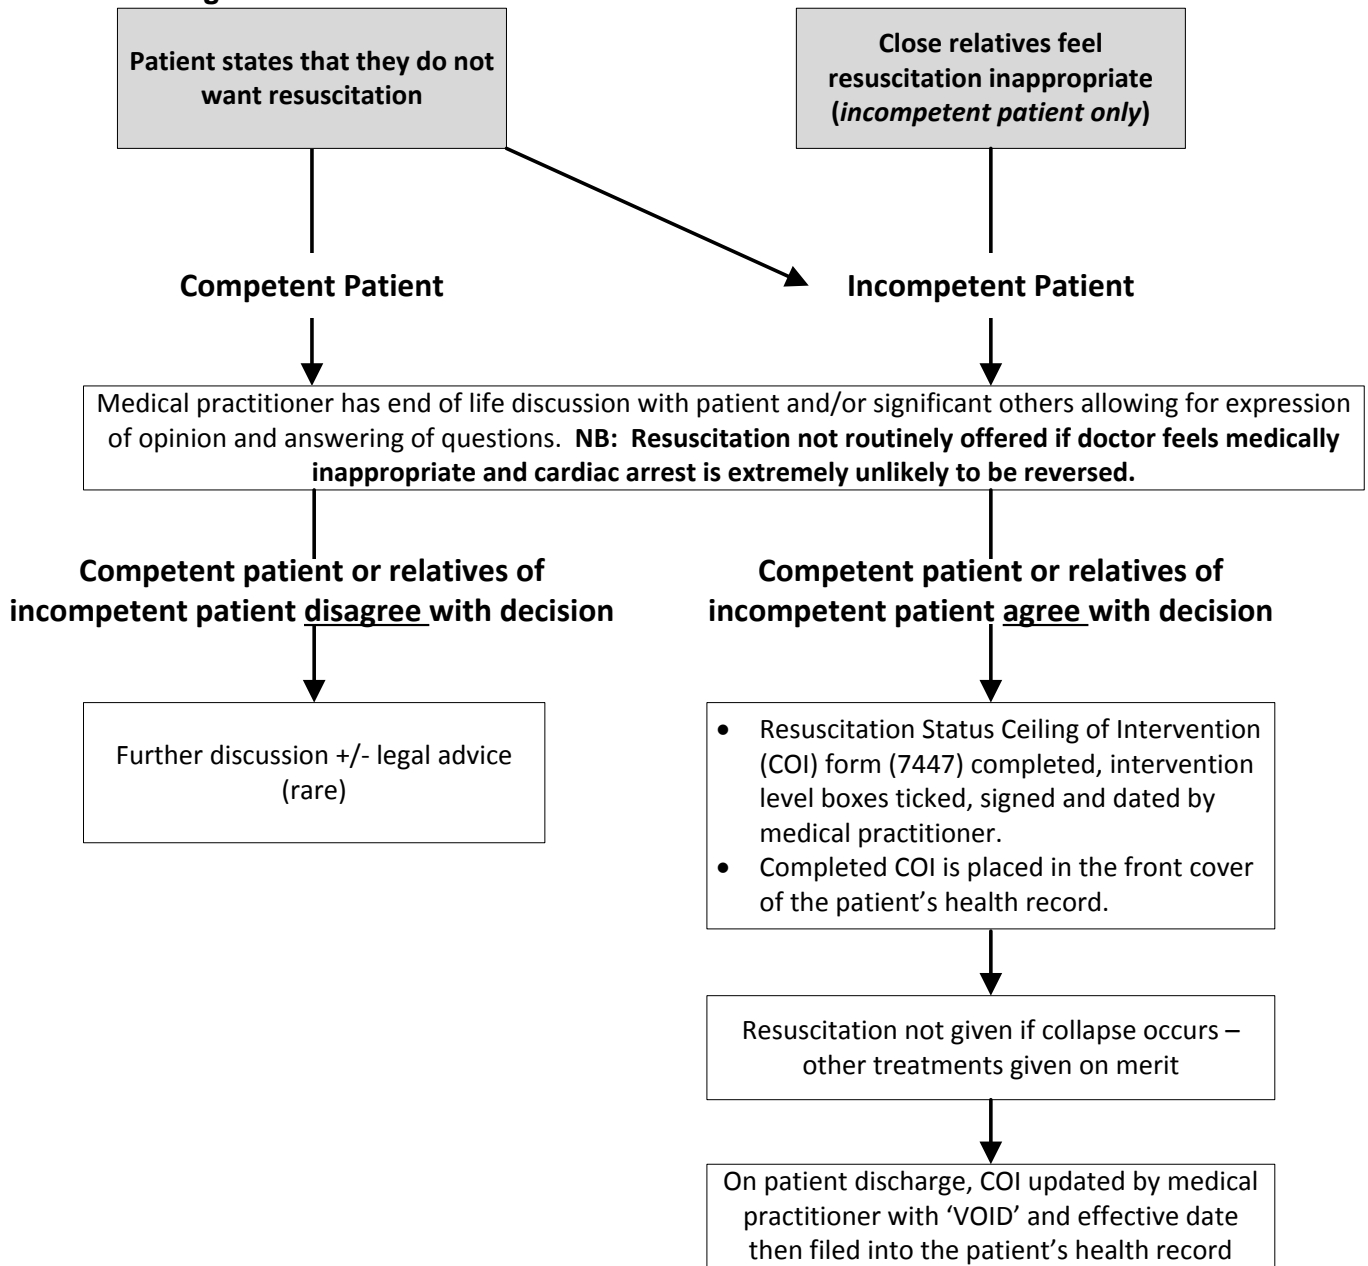 Patient states that they do not
want resuscitation
Close relatives feel
resuscitation inappropriate
(incompetent patient only)
Competent Patient
Incompetent Patient
Medical practitioner has end of life discussion with patient and/or significant others allowing for expression
of opinion and answering of questions.  NB:  Resuscitation not routinely offered if doctor feels medically
inappropriate and cardiac arrest is extremely unlikely to be reversed.
Competent patient or relatives of
incompetent patient disagree with decision
Competent patient or relatives of
incompetent patient agree with decision
Further discussion +/- legal advice
(rare)
• Resuscitation Status Ceiling of Intervention
(COI) form (7447) completed, intervention
level boxes ticked, signed and dated by
medical practitioner.
• Completed COI is placed in the front cover
of the patient’s health record.
Resuscitation not given if collapse occurs –
other treatments given on merit
On patient discharge, COI updated by medical
practitioner with ‘VOID’ and effective date
then filed into the patient’s health record